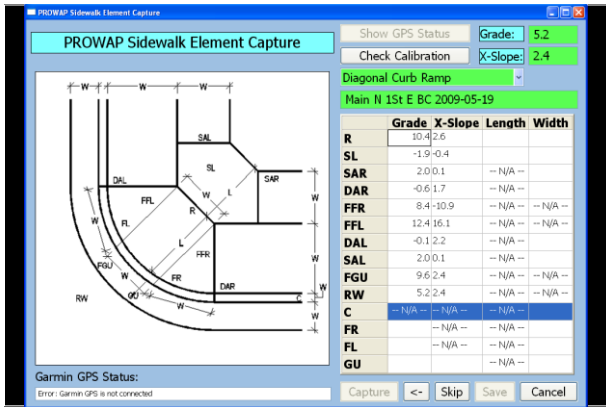 PROWAP Sidewalk Element Capture
PROWAP Sidewalk Element Capture
Show GPS Status Grade: 5.2
Check Calibration X-Slope: 2.4
Diagonal Curb Ramp
Main N 1St E BC 2009-05-19
Grade X-Slope Length Width
R 10.4 2.6
SL -1.9 -0.4
SAR 2.0 0.1 -- N/A --
DAR -0.6 1.7 -- N/A --
FFR 8.4 -10.9 -- N/A -- -- N/A --
FFL 12.4 16.1 -- N/A -- -- N/A --
DAL -0.1 2.2 -- N/A --
SAL 2.0 0.1 -- N/A --
FGU 9.6 2.4 -- N/A -- -- N/A --
RW 5.2 2.4 -- N/A -- -- N/A --
C -- N/A -- -- N/A -- -- N/A --
FR -- N/A -- -- N/A --
FL -- N/A -- -- N/A --
GU -- N/A --
W W W
SAL
SL
SAR
DAL
FFL
W
L
W
R
FL
W
L
W
FFR
FGU
W
FR
DAR
RW
GU
W
C
W
W
Garmin GPS Status:
Error: Garmin GPS is not connected
Capture <- Skip Save Cancel